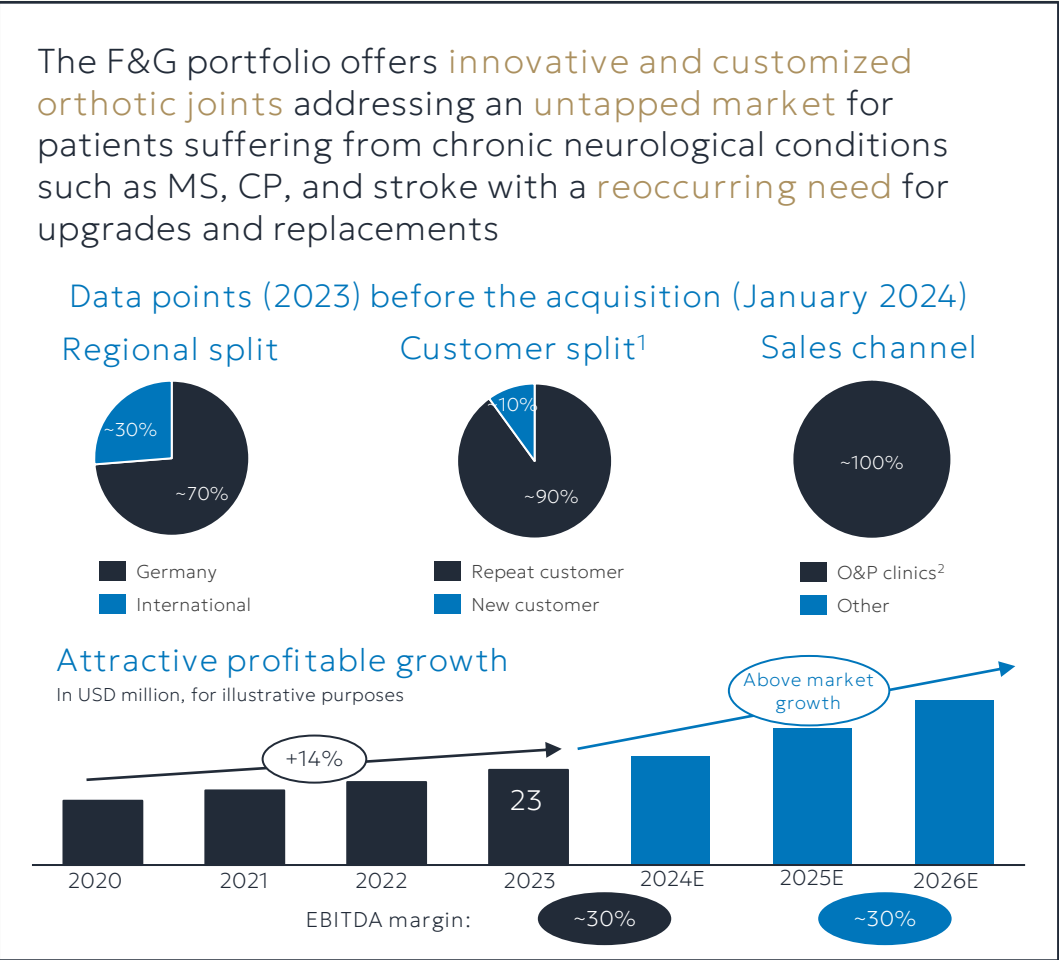 The F&G portfolio offers innovative and customized
orthotic joints addressing an untapped market for
patients suffering from chronic neurological conditions
such as MS, CP, and stroke with a reoccurring need for
upgrades and replacements
Data points (2023) before the acquisition (January 2024)
Regional split
~30%
~70%
Germany
International
Customer split¹
~10%
~90%
Repeat customer
New customer
Sales channel
~100%
O&P clinics²
Other
Attractive profitable growth
In USD million, for illustrative purposes
+14%
Above market
growth
23
2020
2021
2022
2023
2024E
2025E
2026E
EBITDA margin:
~30%
~30%